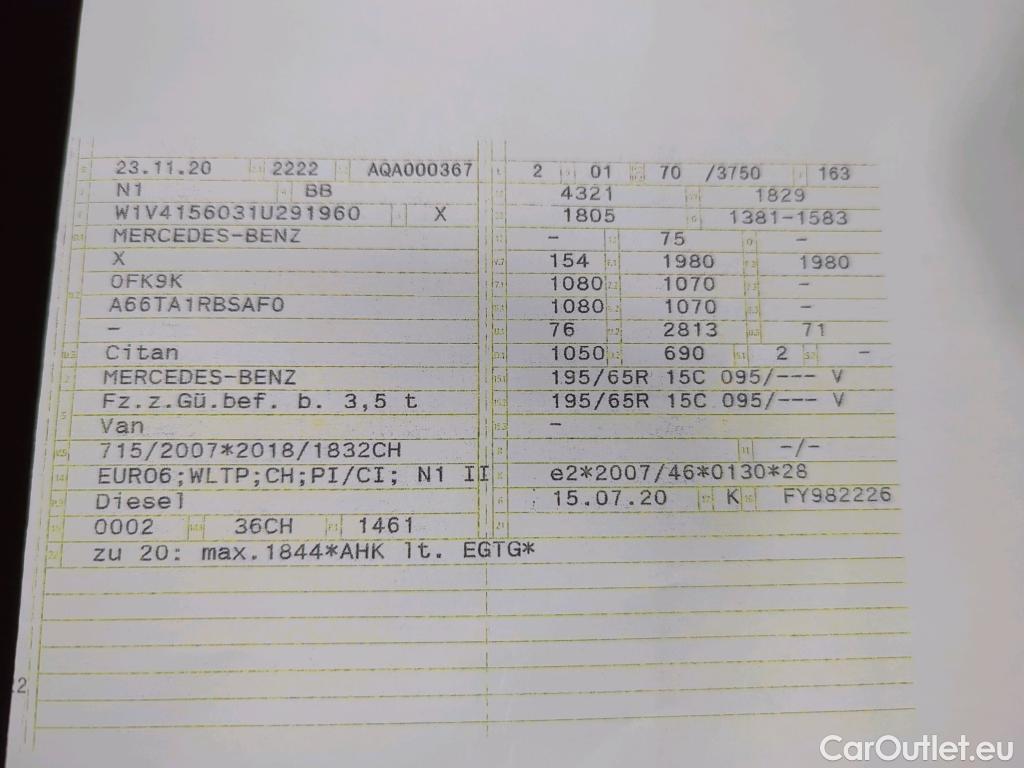 23.11.20 2222 AQA000367 2 01 70 /3750 163
N1 BB 4321 1829
W1V4156031U291960 X 1805 1381-1583
MERCEDES-BENZ - 75 -
X 154 1980 1980
0FK9K 1080 1070 -
A66TA1RBSAF0 1080 1070 -
- 76 2813 71
Citan 1050 690 2 -
MERCEDES-BENZ 195/65R 15C 095/--- V
Fz.z.Gü.bef. b. 3,5 t 195/65R 15C 095/--- V
Van -
715/2007*2018/1832CH -/-
EURO6;WLTP;CH;PI/CI; N1 II e2*2007/46*0130*28
Diesel 15.07.20 K FY982226
0002 36CH 1461
zu 20: max.1844*AHK lt. EGTG*
CarOutlet.eu